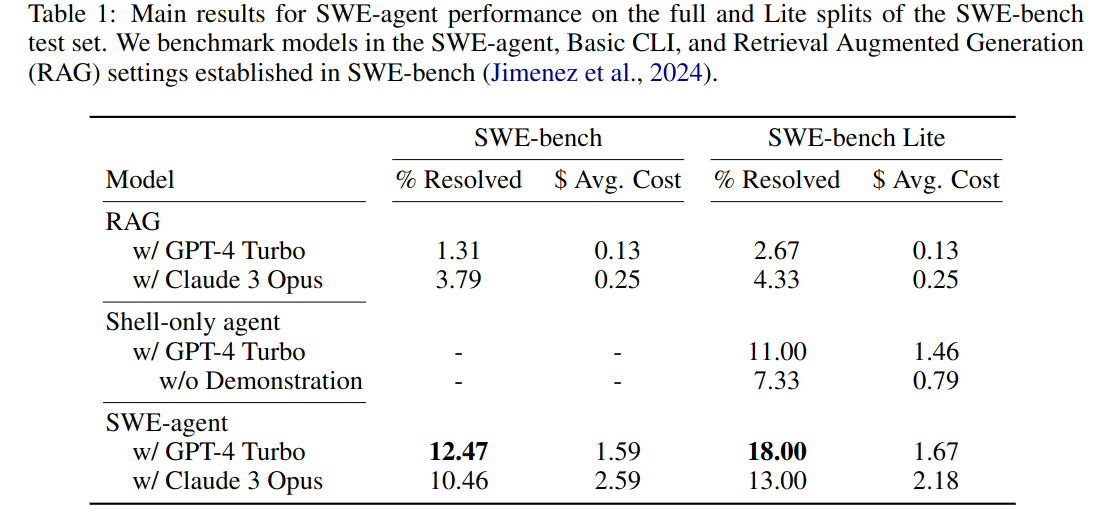 Table 1: Main results for SWE-agent performance on the full and Lite splits of the SWE-bench
test set. We benchmark models in the SWE-agent, Basic CLI, and Retrieval Augmented Generation
(RAG) settings established in SWE-bench (Jimenez et al., 2024).
SWE-bench SWE-bench Lite
Model % Resolved $ Avg. Cost % Resolved $ Avg. Cost
RAG
w/ GPT-4 Turbo 1.31 0.13 2.67 0.13
w/ Claude 3 Opus 3.79 0.25 4.33 0.25
Shell-only agent
w/ GPT-4 Turbo - - 11.00 1.46
w/o Demonstration - - 7.33 0.79
SWE-agent
w/ GPT-4 Turbo 12.47 1.59 18.00 1.67
w/ Claude 3 Opus 10.46 2.59 13.00 2.18